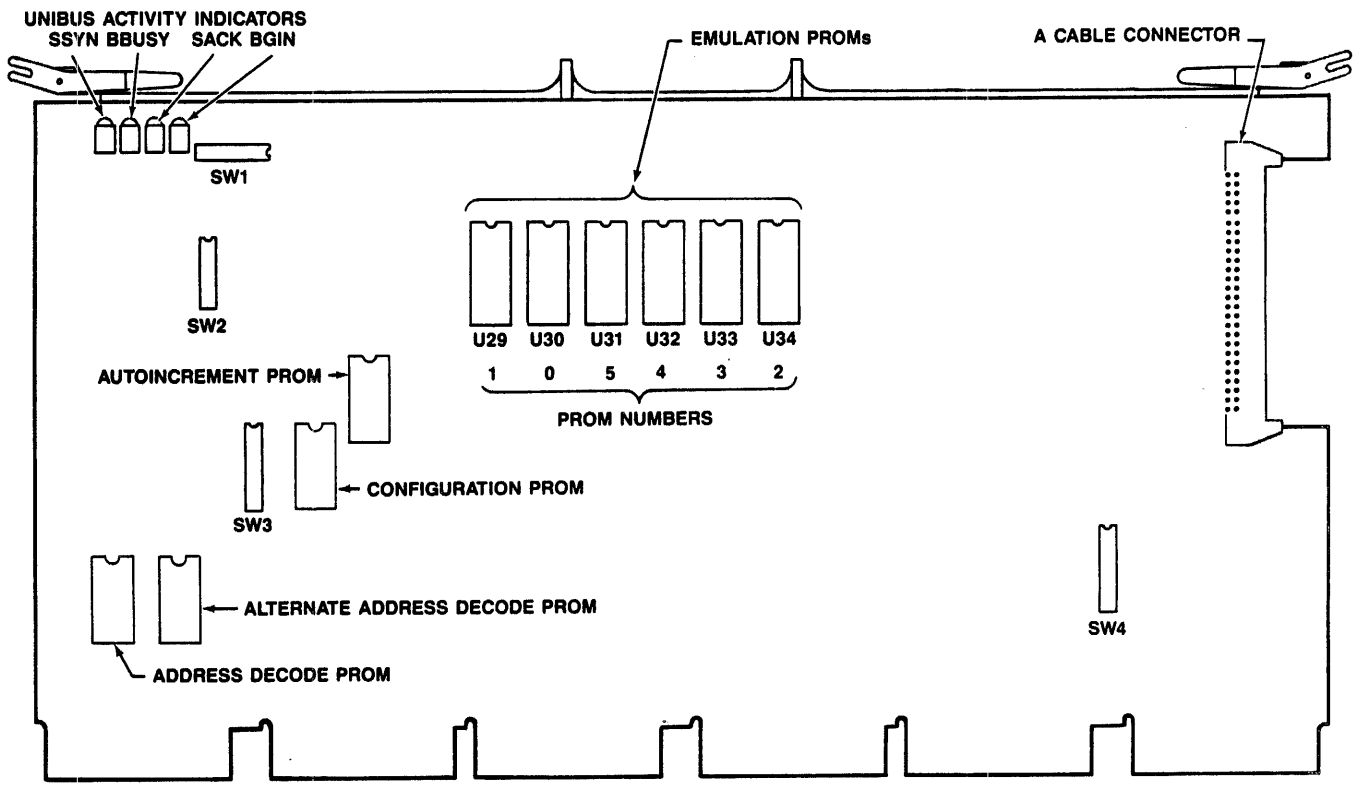 UNIBUS ACTIVITY INDICATORS
SSYN BBUSY SACK BGIN
EMULATION PROMs
A CABLE CONNECTOR
SW1
SW2
U29 U30 U31 U32 U33 U34
1 0 5 4 3 2
PROM NUMBERS
AUTOINCREMENT PROM
CONFIGURATION PROM
SW3
ALTERNATE ADDRESS DECODE PROM
SW4
ADDRESS DECODE PROM